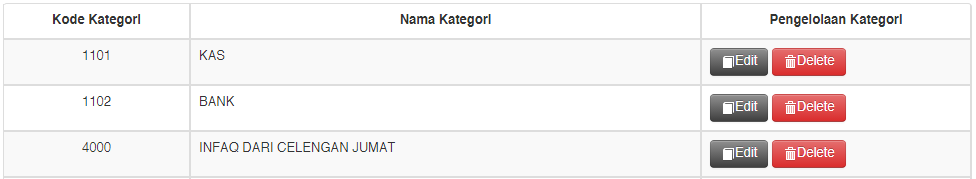 Kode Kategori Nama Kategori Pengelolaan Kategori
1101 KAS Edit Delete
1102 BANK Edit Delete
4000 INFAQ DARI CELENGAN JUMAT Edit Delete